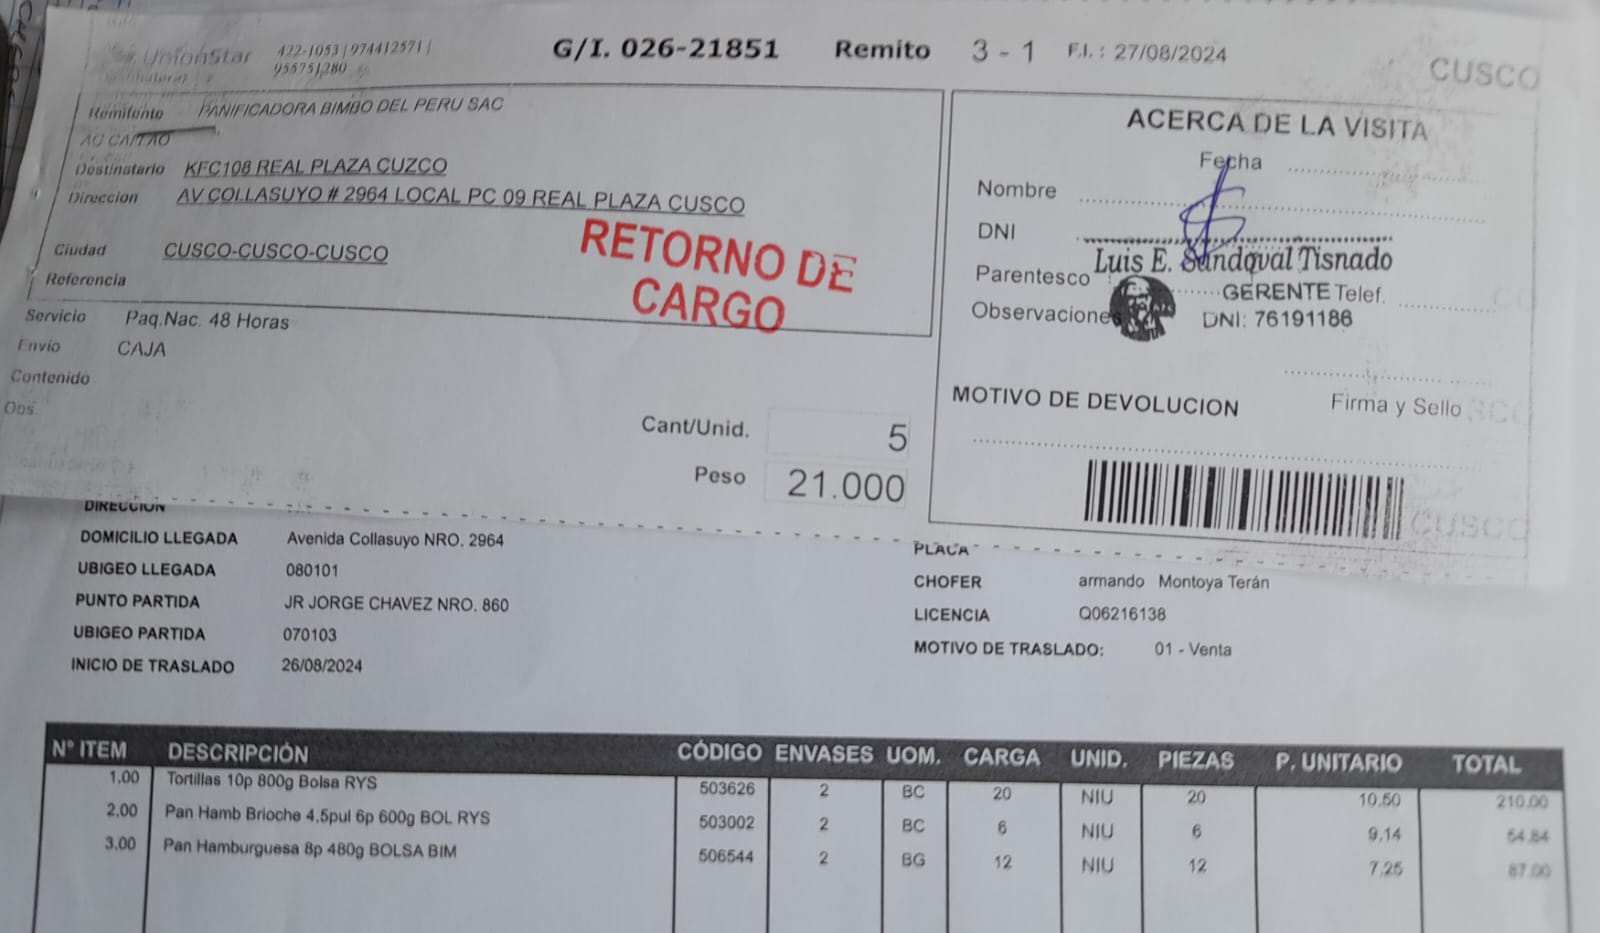 UnionStar 422-1053 | 974412571 |
955751380
G/I. 026-21851 Remito 3 - 1 F.I. : 27/08/2024
CUSCO
Remitente PANIFICADORA BIMBO DEL PERU SAC
Destinatario KFC108 REAL PLAZA CUZCO
Direccion AV COLLASUYO # 2964 LOCAL PC 09 REAL PLAZA CUSCO
Ciudad CUSCO-CUSCO-CUSCO
Referencia
RETORNO DE
CARGO
Servicio Paq.Nac. 48 Horas
Envío CAJA
Contenido
Obs.
Cant/Unid. 5
Peso 21.000
ACERCA DE LA VISITA
Fecha
Nombre
DNI
Luis E. Sandoval Tisnado
Parentesco
GERENTE Telef.
Observaciones DNI: 76191186
MOTIVO DE DEVOLUCION Firma y Sello
CUSCO
DIRECCIÓN
DOMICILIO LLEGADA Avenida Collasuyo NRO. 2964
UBIGEO LLEGADA 080101
PUNTO PARTIDA JR JORGE CHAVEZ NRO. 860
UBIGEO PARTIDA 070103
INICIO DE TRASLADO 26/08/2024
PLACA
CHOFER armando Montoya Terán
LICENCIA Q06216138
MOTIVO DE TRASLADO: 01 - Venta
N° ITEM DESCRIPCIÓN CÓDIGO ENVASES UOM. CARGA UNID. PIEZAS P. UNITARIO TOTAL
1.00 Tortillas 10p 800g Bolsa RYS 503626 2 BC 20 NIU 20 10.50 210.00
2.00 Pan Hamb Brioche 4.5pul 6p 600g BOL RYS 503002 2 BC 6 NIU 6 9.14 54.84
3.00 Pan Hamburguesa 8p 480g BOLSA BIM 506544 2 BG 12 NIU 12 7.25 87.00